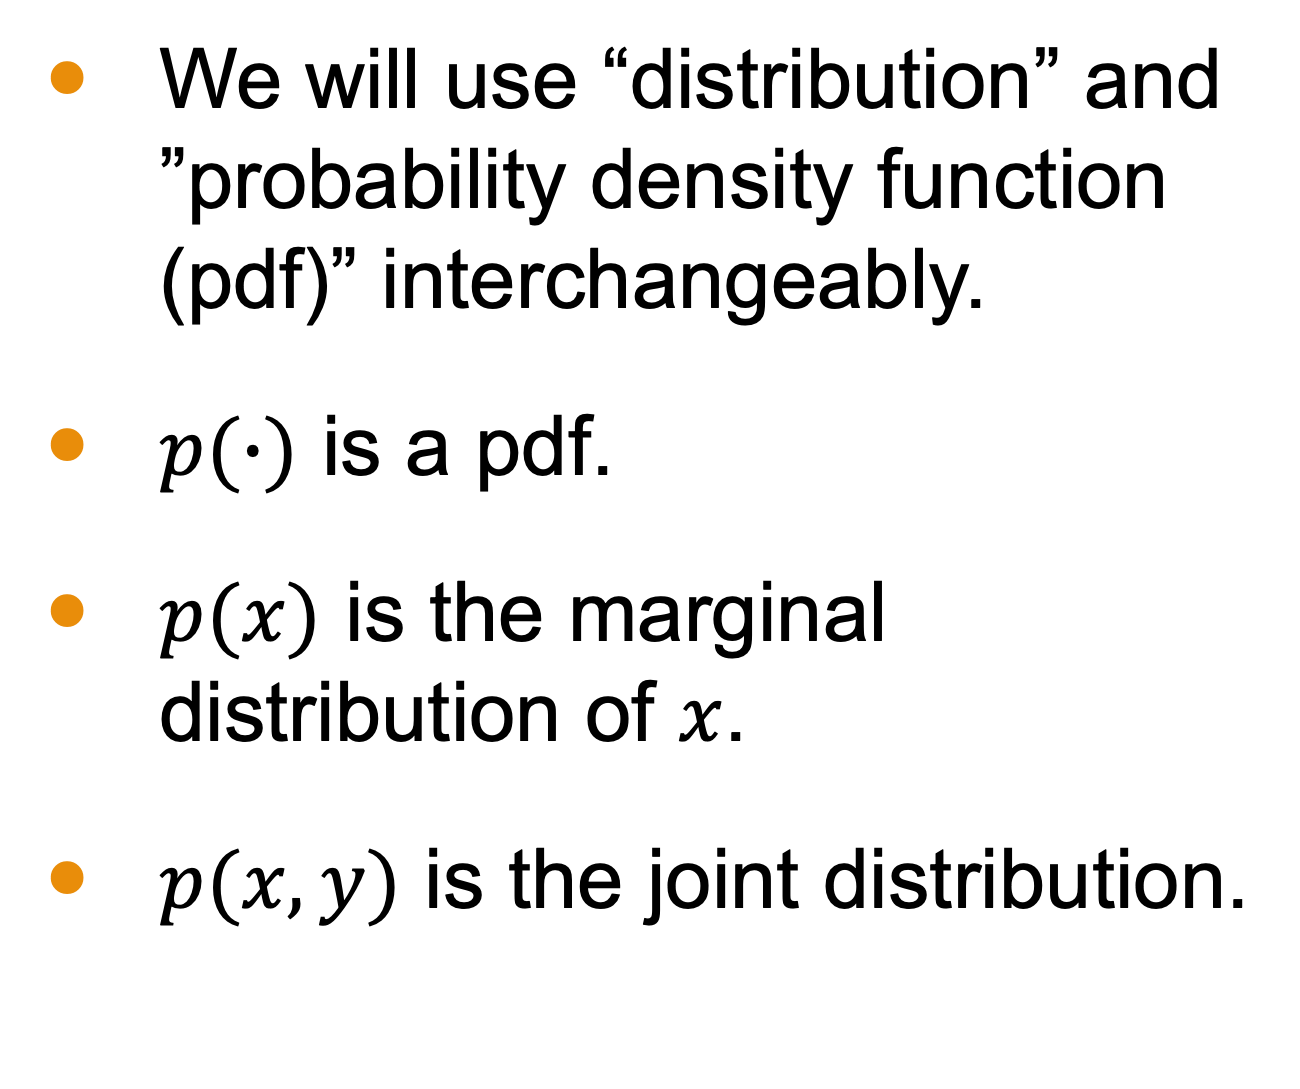 • We will use “distribution” and
”probability density function
(pdf)” interchangeably.
• 𝑝(·) is a pdf.
• 𝑝(𝑥) is the marginal
distribution of 𝑥.
• 𝑝(𝑥, 𝑦) is the joint distribution.